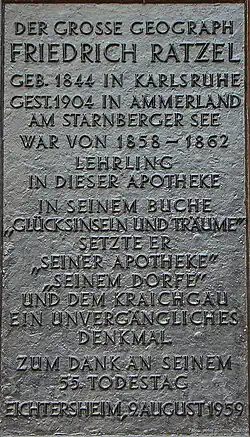 DER GROSSE GEOGRAPH
FRIEDRICH RATZEL
GEB. 1844 IN KARLSRUHE
GEST. 1904 IN AMMERLAND
AM STARNBERGER SEE
WAR VON 1858 – 1862
LEHRLING
IN DIESER APOTHEKE
IN SEINEM BUCHE
„GLÜCKSINSELN UND TRÄUME"
SETZTE ER
„SEINER APOTHEKE"
„SEINEM DORFE"
UND DEM KRAICHGAU
EIN UNVERGÄNGLICHES
DENKMAL
ZUM DANK AN SEINEM
55. TODESTAG
EICHTERSHEIM, 9. AUGUST 1959